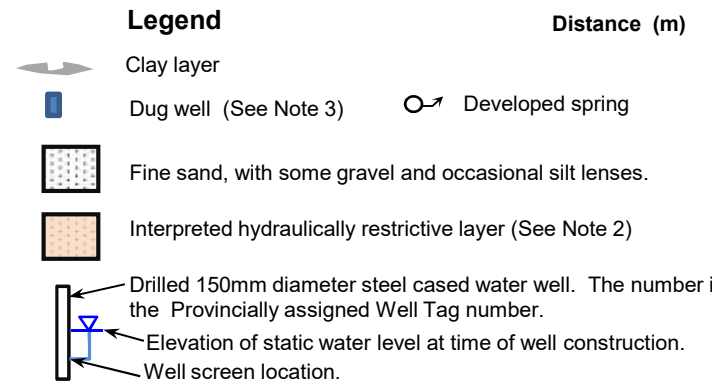 Legend
Distance (m)
Clay layer
Dug well (See Note 3)
Developed spring
Fine sand, with some gravel and occasional silt lenses.
Interpreted hydraulically restrictive layer (See Note 2)
Drilled 150mm diameter steel cased water well. The number i
the Provincially assigned Well Tag number.
Elevation of static water level at time of well construction.
Well screen location.